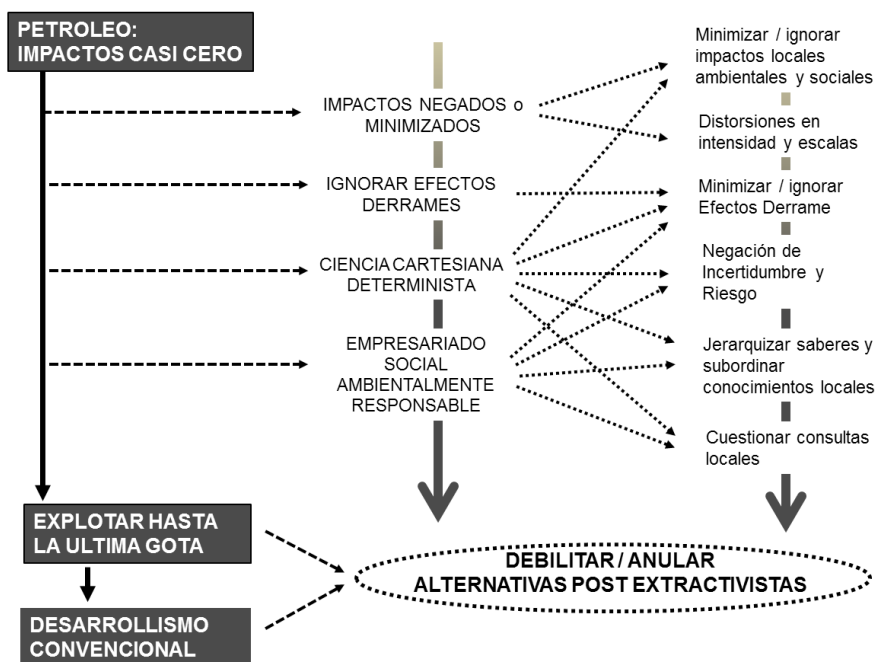 PETROLEO:
IMPACTOS CASI CERO
IMPACTOS NEGADOS o
MINIMIZADOS
IGNORAR EFECTOS
DERRAMES
CIENCIA CARTESIANA
DETERMINISTA
EMPRESARIADO
SOCIAL
AMBIENTALMENTE
RESPONSABLE
Minimizar / ignorar
impactos locales
ambientales y sociales
Distorsiones en
intensidad y escalas
Minimizar / ignorar
Efectos Derrame
Negación de
Incertidumbre y
Riesgo
Jerarquizar saberes y
subordinar
conocimientos locales
Cuestionar consultas
locales
EXPLOTAR HASTA
LA ULTIMA GOTA
DESARROLLISMO
CONVENCIONAL
DEBILITAR / ANULAR
ALTERNATIVAS POST EXTRACTIVISTAS